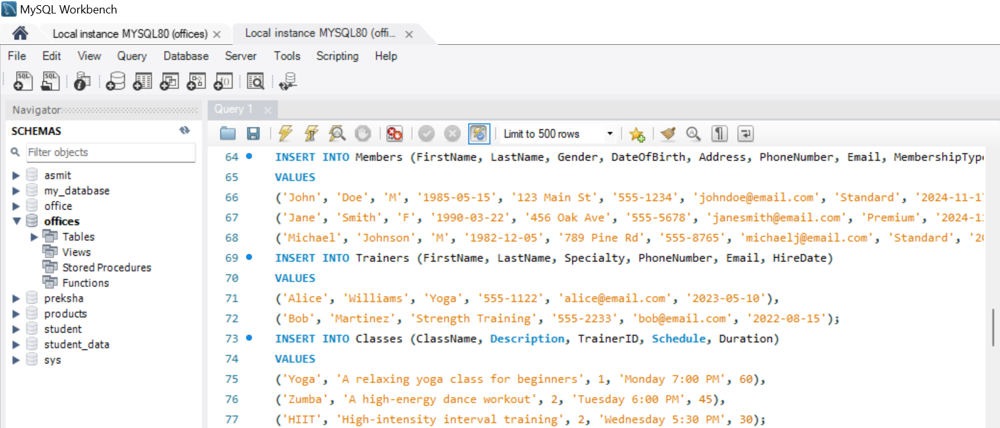 MySQL Workbench
Local instance MYSQL80 (offices)
Local instance MYSQL80 (offi...
File Edit View Query Database Server Tools Scripting Help
Navigator
Query 1
SCHEMAS
Limit to 500 rows
Filter objects
asmit
my_database
office
offices
Tables
Views
Stored Procedures
Functions
preksha
products
student
student_data
sys
64 INSERT INTO Members (FirstName, LastName, Gender, DateOfBirth, Address, PhoneNumber, Email, MembershipType
65 VALUES
66 ('John', 'Doe', 'M', '1985-05-15', '123 Main St', '555-1234', 'johndoe@email.com', 'Standard', '2024-11-1
67 ('Jane', 'Smith', 'F', '1990-03-22', '456 Oak Ave', '555-5678', 'janesmith@email.com', 'Premium', '2024-1
68 ('Michael', 'Johnson', 'M', '1982-12-05', '789 Pine Rd', '555-8765', 'michaelj@email.com', 'Standard', '2
69 INSERT INTO Trainers (FirstName, LastName, Specialty, PhoneNumber, Email, HireDate)
70 VALUES
71 ('Alice', 'Williams', 'Yoga', '555-1122', 'alice@email.com', '2023-05-10'),
72 ('Bob', 'Martinez', 'Strength Training', '555-2233', 'bob@email.com', '2022-08-15');
73 INSERT INTO Classes (ClassName, Description, TrainerID, Schedule, Duration)
74 VALUES
75 ('Yoga', 'A relaxing yoga class for beginners', 1, 'Monday 7:00 PM', 60),
76 ('Zumba', 'A high-energy dance workout', 2, 'Tuesday 6:00 PM', 45),
77 ('HIIT', 'High-intensity interval training', 2, 'Wednesday 5:30 PM', 30);